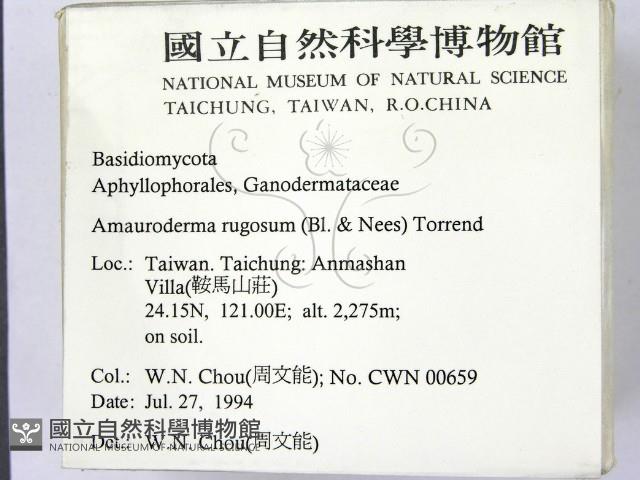 國立自然科學博物館
NATIONAL MUSEUM OF NATURAL SCIENCE
TAICHUNG, TAIWAN, R.O.CHINA
Basidiomycota
Aphyllophorales, Ganodermataceae
Amauroderma rugosum (Bl. & Nees) Torrend
Loc.: Taiwan. Taichung: Anmashan
Villa(鞍馬山莊)
24.15N, 121.00E; alt. 2,275m;
on soil.
Col.: W.N. Chou(周文能); No. CWN 00659
Date: Jul. 27, 1994
Det.: W.N. Chou(周文能)
國立自然科學博物館
NATIONAL MUSEUM OF NATURAL SCIENCE